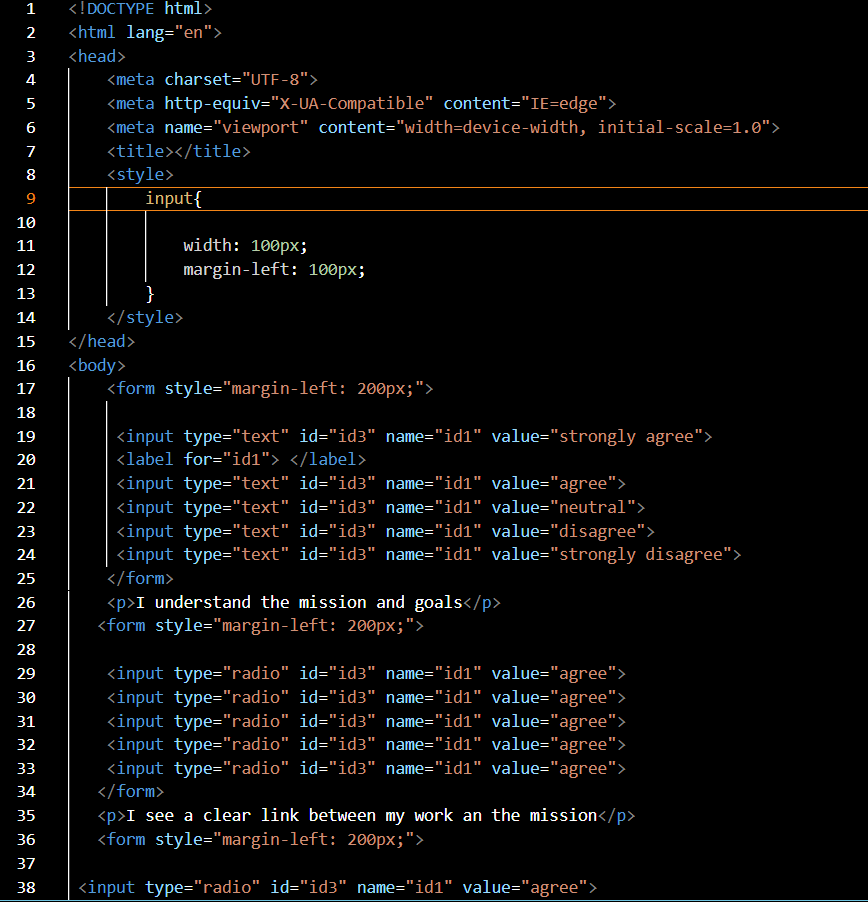 1 <!DOCTYPE html>
2 <html lang="en">
3 <head>
4     <meta charset="UTF-8">
5     <meta http-equiv="X-UA-Compatible" content="IE=edge">
6     <meta name="viewport" content="width=device-width, initial-scale=1.0">
7     <title></title>
8     <style>
9         input{
10
11             width: 100px;
12             margin-left: 100px;
13         }
14     </style>
15 </head>
16 <body>
17     <form style="margin-left: 200px;">
18
19      <input type="text" id="id3" name="id1" value="strongly agree">
20      <label for="id1"> </label>
21      <input type="text" id="id3" name="id1" value="agree">
22      <input type="text" id="id3" name="id1" value="neutral">
23      <input type="text" id="id3" name="id1" value="disagree">
24      <input type="text" id="id3" name="id1" value="strongly disagree">
25     </form>
26     <p>I understand the mission and goals</p>
27    <form style="margin-left: 200px;">
28
29     <input type="radio" id="id3" name="id1" value="agree">
30     <input type="radio" id="id3" name="id1" value="agree">
31     <input type="radio" id="id3" name="id1" value="agree">
32     <input type="radio" id="id3" name="id1" value="agree">
33     <input type="radio" id="id3" name="id1" value="agree">
34    </form>
35    <p>I see a clear link between my work an the mission</p>
36    <form style="margin-left: 200px;">
37
38  <input type="radio" id="id3" name="id1" value="agree">